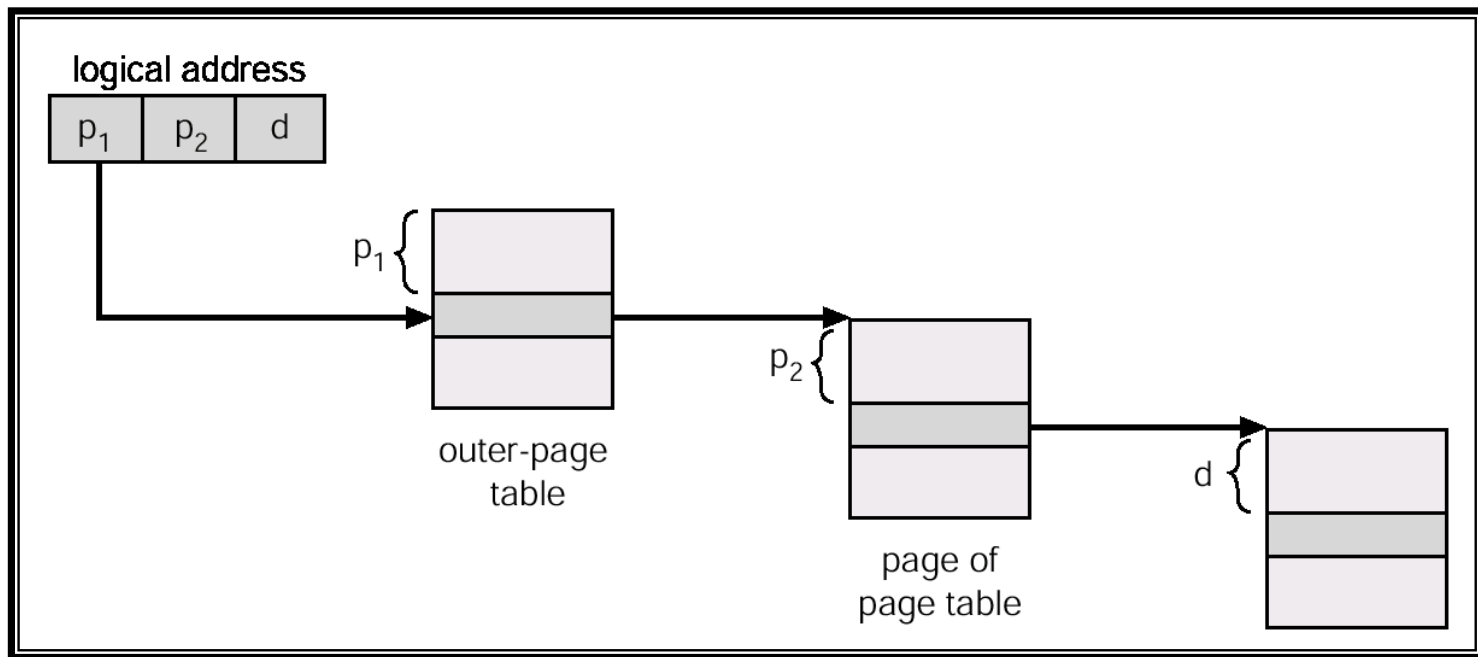 logical address
p₁ p₂ d
p₁
outer-page
table
p₂
page of
page table
d